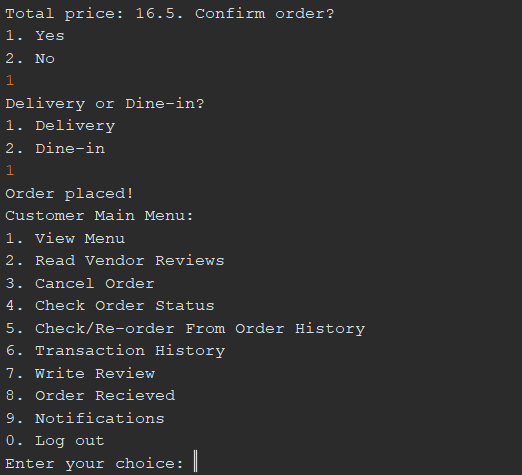 Total price: 16.5. Confirm order?
1. Yes
2. No
1
Delivery or Dine-in?
1. Delivery
2. Dine-in
1
Order placed!
Customer Main Menu:
1. View Menu
2. Read Vendor Reviews
3. Cancel Order
4. Check Order Status
5. Check/Re-order From Order History
6. Transaction History
7. Write Review
8. Order Recieved
9. Notifications
0. Log out
Enter your choice: